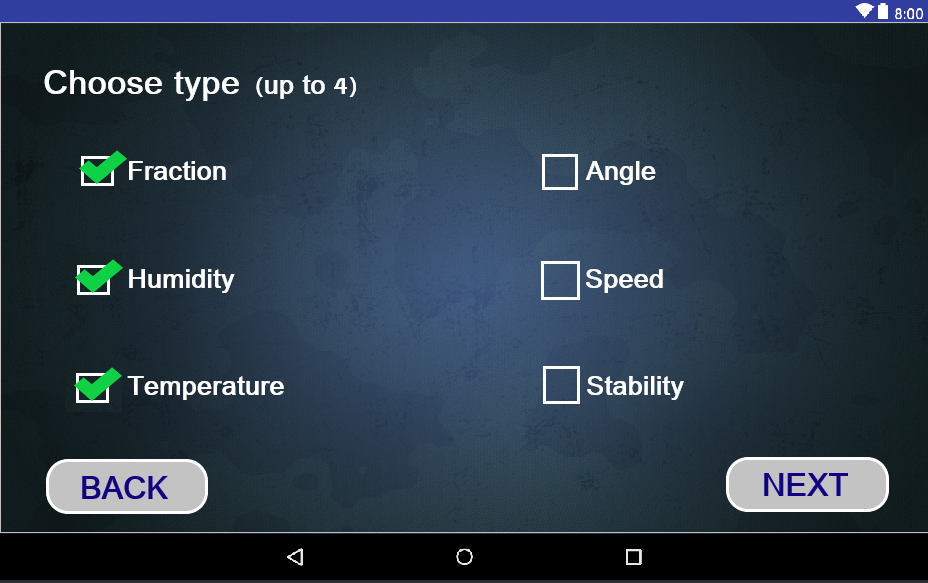 8:00
Choose type (up to 4)
Fraction
Angle
Humidity
Speed
Temperature
Stability
BACK
NEXT